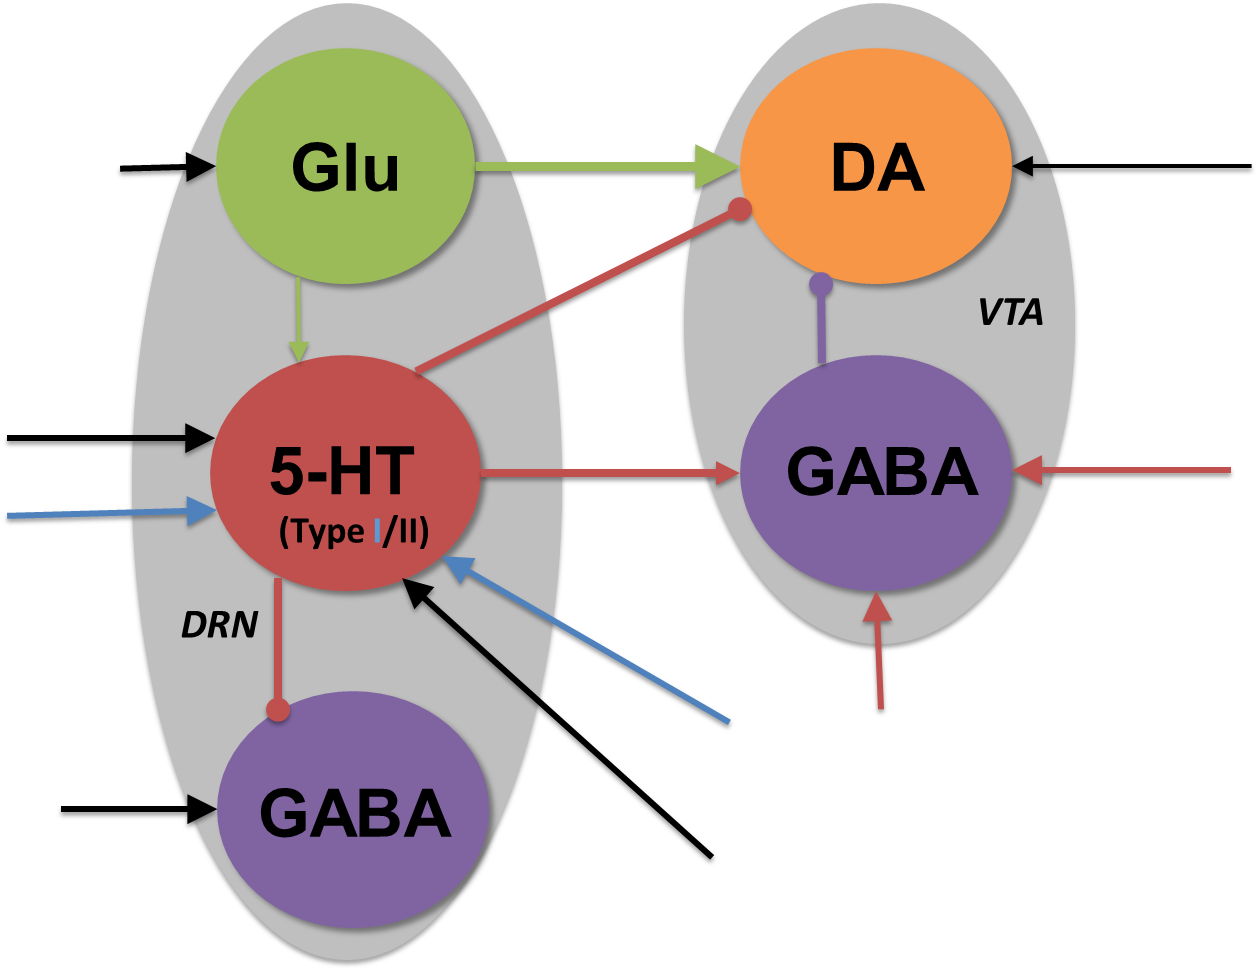 Glu
DA
VTA
5-HT
(Type I/II)
GABA
DRN
GABA